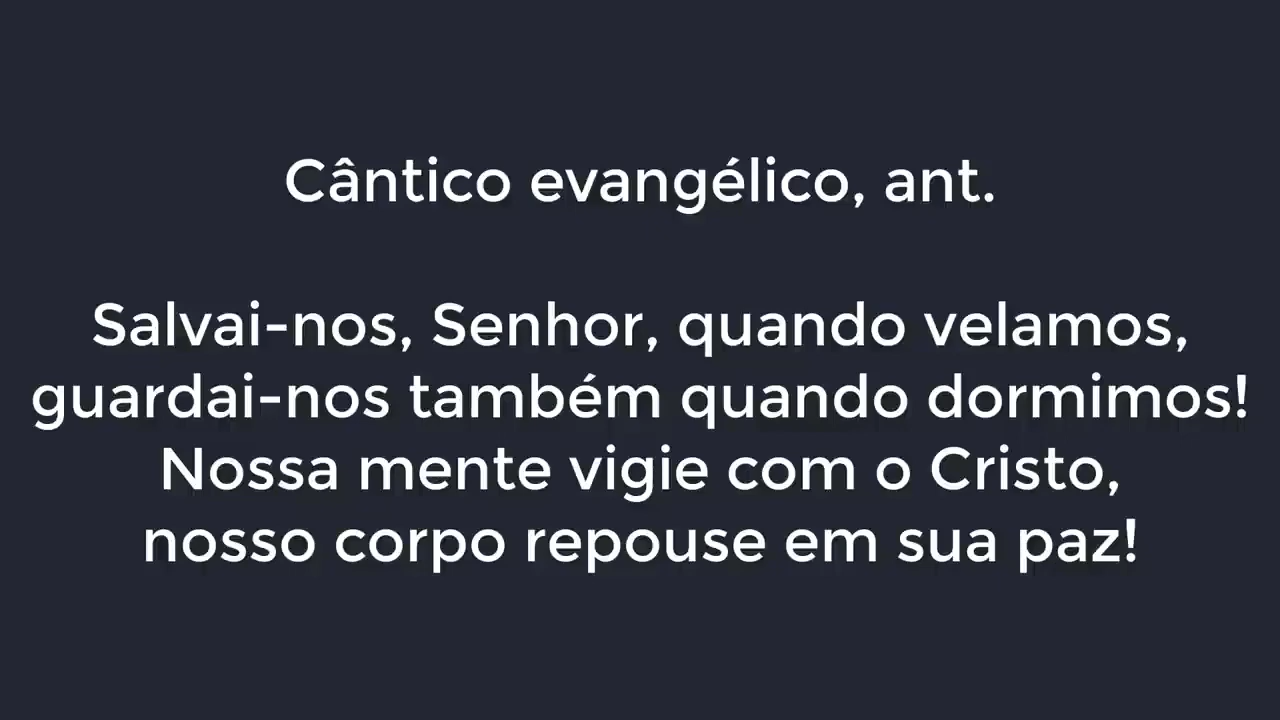 Cântico evangélico, ant.
Salvai-nos, Senhor, quando velamos,
guardai-nos também quando dormimos!
Nossa mente vigie com o Cristo,
nosso corpo repouse em sua paz!